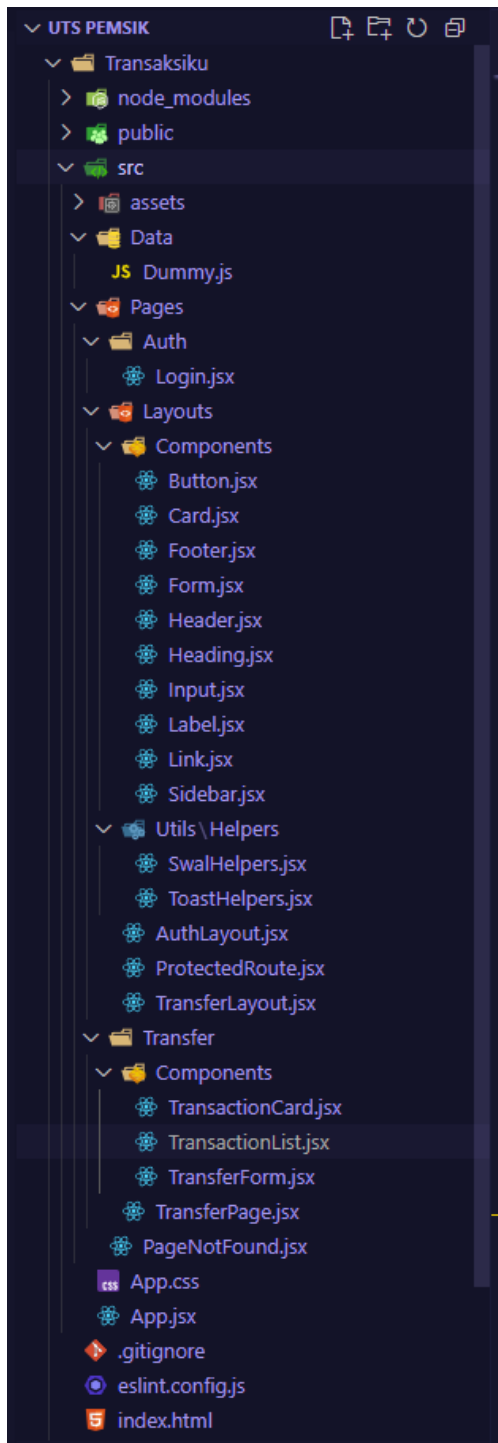 UTS PEMSIK
Transaksiku
node_modules
public
src
assets
Data
JS Dummy.js
Pages
Auth
Login.jsx
Layouts
Components
Button.jsx
Card.jsx
Footer.jsx
Form.jsx
Header.jsx
Heading.jsx
Input.jsx
Label.jsx
Link.jsx
Sidebar.jsx
Utils\Helpers
SwalHelpers.jsx
ToastHelpers.jsx
AuthLayout.jsx
ProtectedRoute.jsx
TransferLayout.jsx
Transfer
Components
TransactionCard.jsx
TransactionList.jsx
TransferForm.jsx
TransferPage.jsx
PageNotFound.jsx
css App.css
App.jsx
.gitignore
eslint.config.js
5 index.html